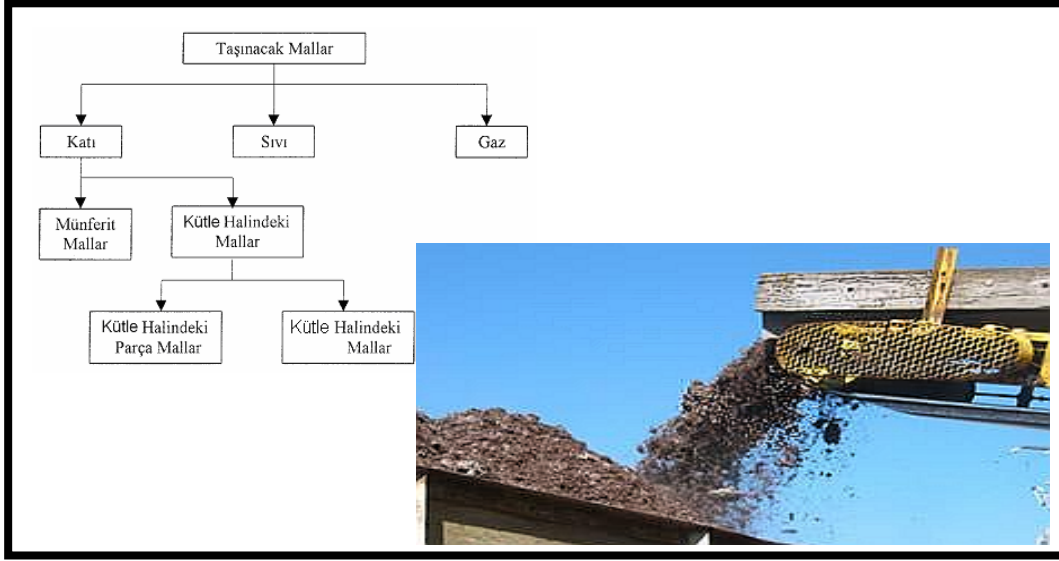 Taşınacak Mallar
Katı
Sıvı
Gaz
Münferit
Mallar
Kütle Halindeki
Mallar
Kütle Halindeki
Parça Mallar
Kütle Halindeki
Mallar